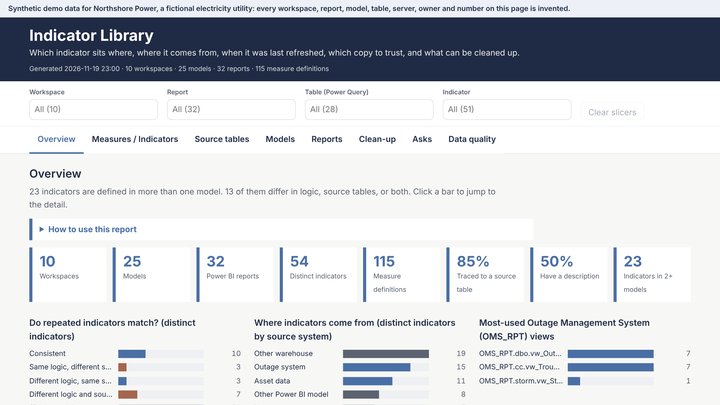 Synthetic demo data for Northshore Power, a fictional electricity utility: every workspace, report, model, table, server, owner and number on this page is invented.
Indicator Library
Which indicator sits where, where it comes from, when it was last refreshed, which copy to trust, and what can be cleaned up.
Generated 2026-11-19 23:00 · 10 workspaces · 25 models · 32 reports · 115 measure definitions
Workspace Report Table (Power Query) Indicator
All (10) All (32) All (28) All (51) Clear slicers
Overview Measures / Indicators Source tables Models Reports Clean-up Asks Data quality
Overview
23 indicators are defined in more than one model. 13 of them differ in logic, source tables, or both. Click a bar to jump to
the detail.
▶ How to use this report
10 25 32 54 115 85% 50% 23
Workspaces Models Power BI reports Distinct indicators Measure definitions Traced to a source table Have a description Indicators in 2+ models
Do repeated indicators match? (distinct
indicators)
Consistent 10
Same logic, different s... 3
Different logic, same s... 3
Different logic and sou... 7
Where indicators come from (distinct indicators
by source system)
Other warehouse 19
Outage system 15
Asset data 11
Other Power BI model 8
Most-used Outage Management System
(OMS_RPT) views
OMS_RPT.dbo.vw_Out... 7
OMS_RPT.cc.vw_Trou... 7
OMS_RPT.storm.vw_St... 1